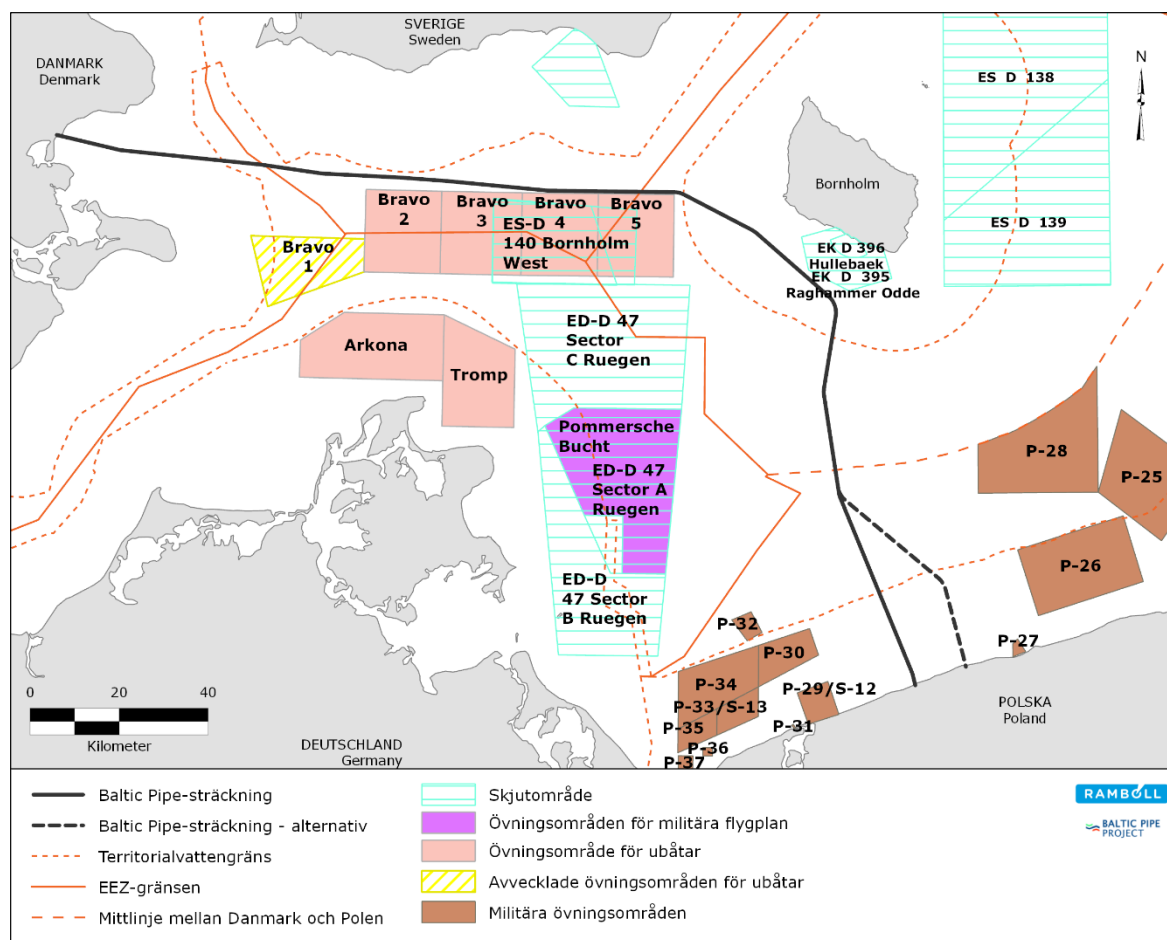 SVERIGE
Sweden
DANMARK
Denmark
N
ES D 138
Bornholm
ES D 139
Bravo
2
Bravo
3
Bravo
4
Bravo
5
ES-D
140 Bornholm
West
Bravo
1
EK D 396
Hullebaek
EK D 395
Raghammer Odde
ED-D 47
Sector
C Ruegen
Arkona
Tromp
Pommersche
Bucht
ED-D 47
Sector A
Ruegen
P-28
P-25
P-26
ED-D
47 Sector
B Ruegen
P-32
P-27
P-30
P-34
P-29/S-12
P-33/S-13
P-31
P-35
P-36
P-37
0 20 40
Kilometer
DEUTSCHLAND
Germany
POLSKA
Poland
Baltic Pipe-sträckning
Baltic Pipe-sträckning - alternativ
Territorialvattengräns
EEZ-gränsen
Mittlinje mellan Danmark och Polen
Skjutområde
Övningsområden för militära flygplan
Övningsområde för ubåtar
Avvecklade övningsområden för ubåtar
Militära övningsområden
RAMBOLL
BALTIC PIPE
PROJECT